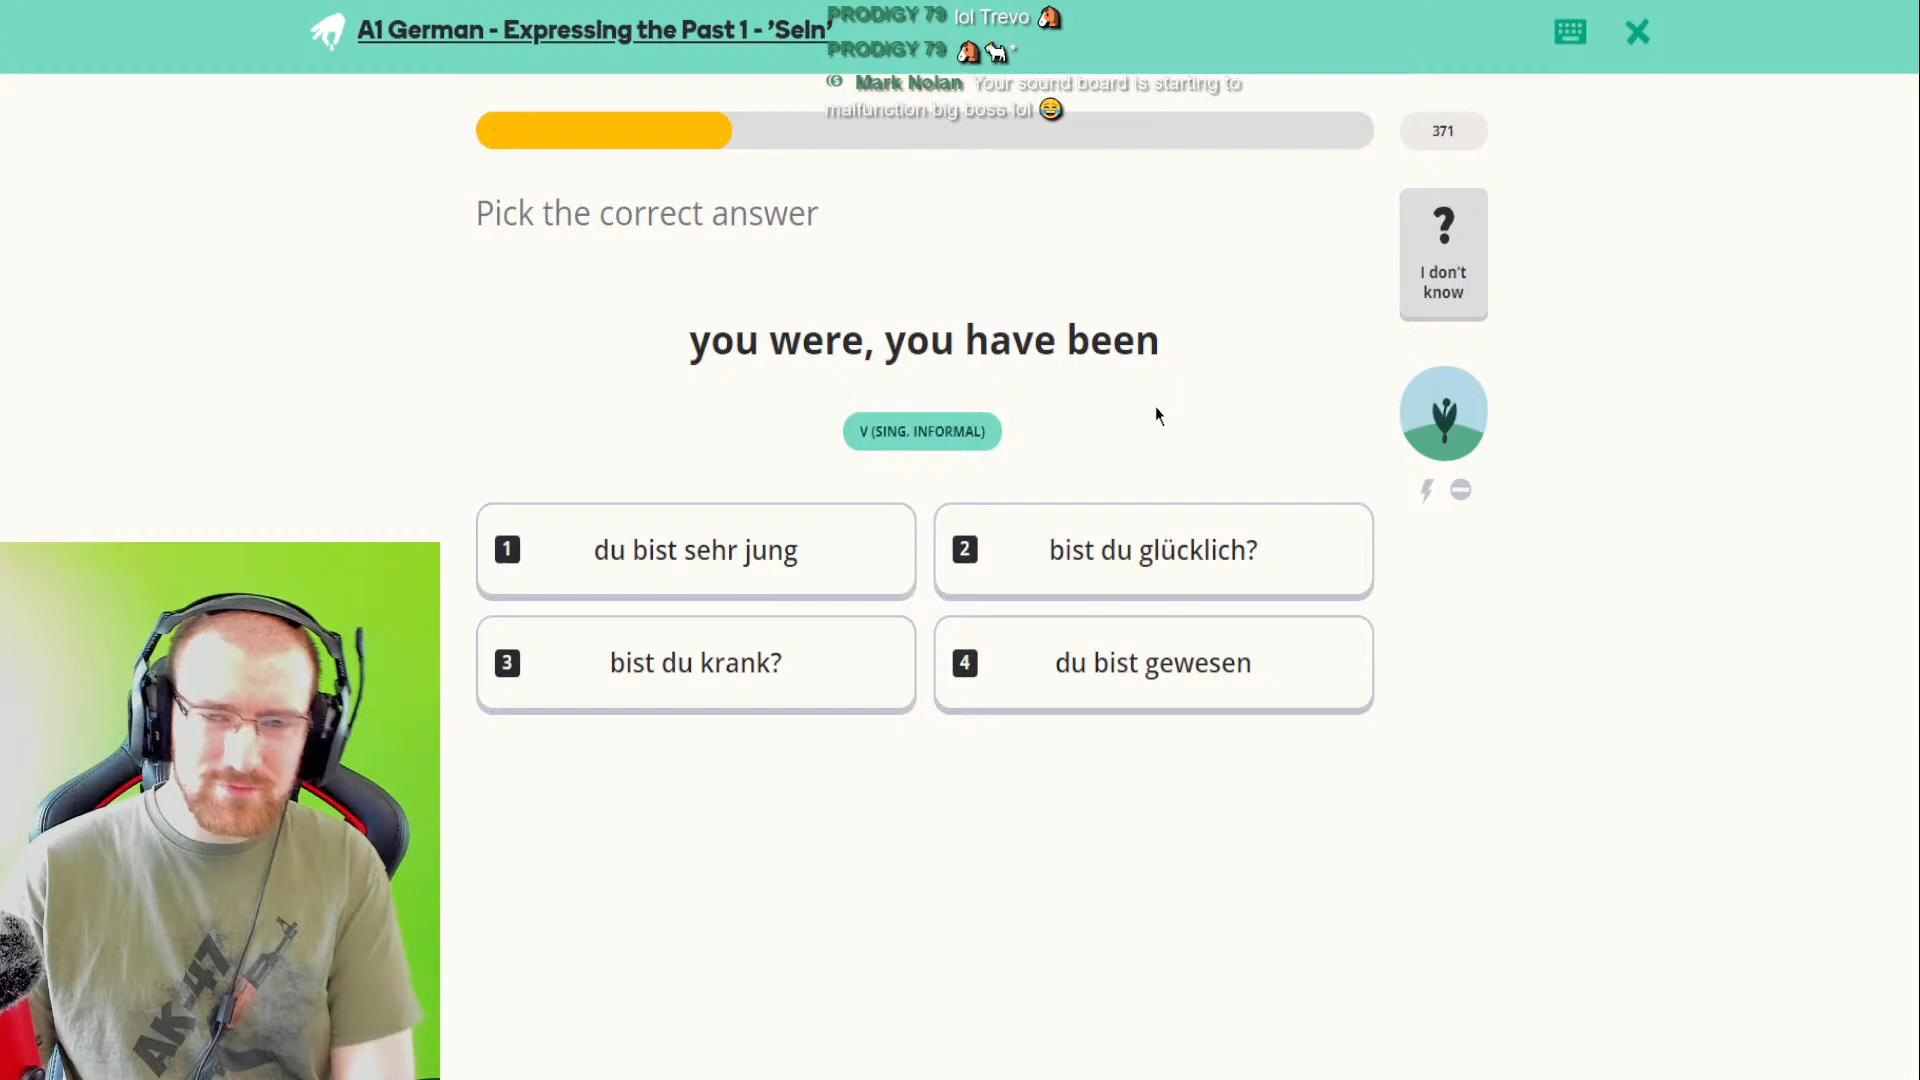 A1 German - Expressing the Past 1 - 'Sein'
PRODIGY 79 lol Trevo
PRODIGY 79
Mark Nolan Your sound board is starting to
malfunction big boss lol
371
Pick the correct answer
?
I don't
know
you were, you have been
V (SING. INFORMAL)
1 du bist sehr jung
2 bist du glücklich?
3 bist du krank?
4 du bist gewesen
AK-47